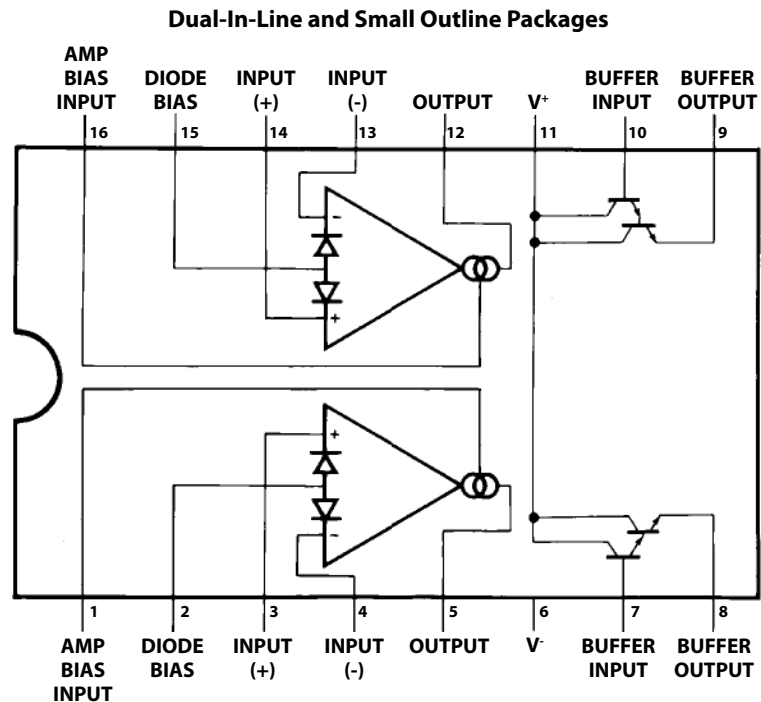 Dual-In-Line and Small Outline Packages
AMP
BIAS
INPUT
DIODE
BIAS
INPUT
(+)
INPUT
(-)
OUTPUT
V+
BUFFER
INPUT
BUFFER
OUTPUT
16 15 14 13 12 11 10 9
-
+
+
-
1 2 3 4 5 6 7 8
AMP
BIAS
INPUT
DIODE
BIAS
INPUT
(+)
INPUT
(-)
OUTPUT
V-
BUFFER
INPUT
BUFFER
OUTPUT